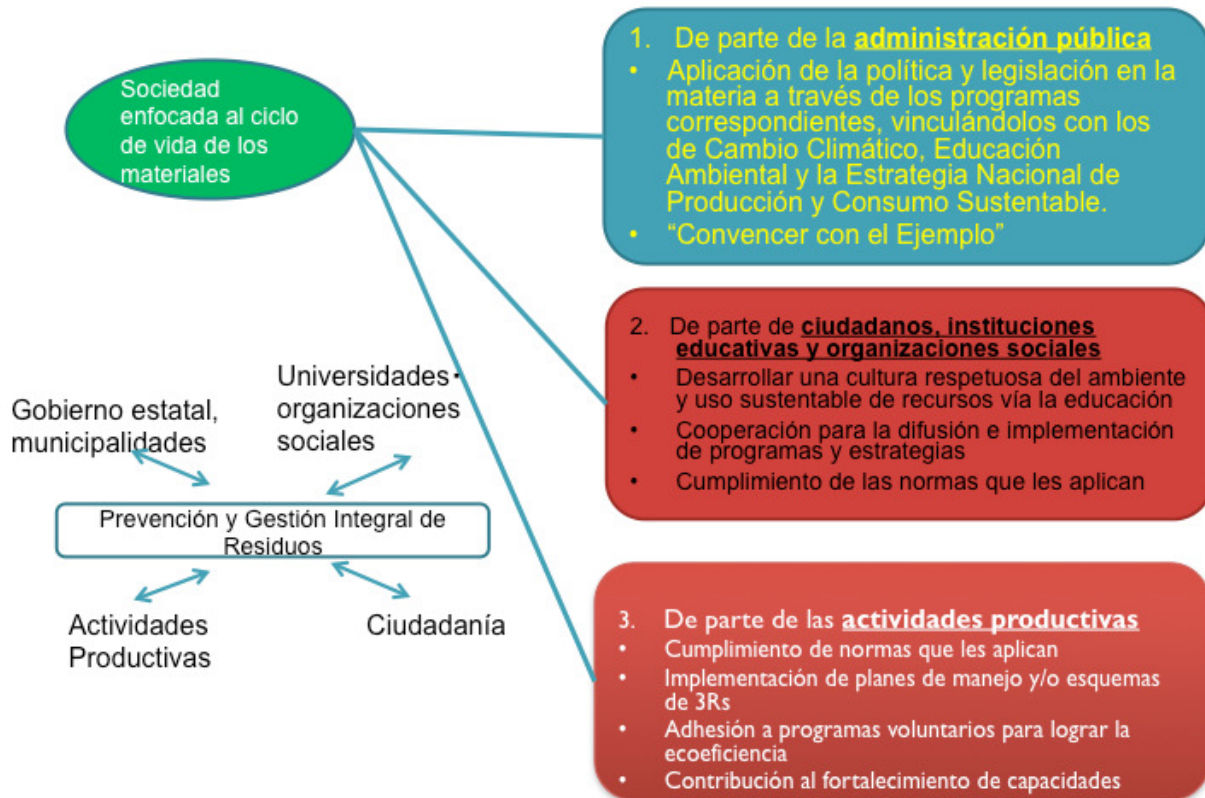 Sociedad
enfocada al ciclo
de vida de los
materiales
1. De parte de la administración pública
• Aplicación de la política y legislación en la
materia a través de los programas
correspondientes, vinculándolos con los
de Cambio Climático, Educación
Ambiental y la Estrategia Nacional de
Producción y Consumo Sustentable.
• “Convencer con el Ejemplo”
2. De parte de ciudadanos, instituciones
educativas y organizaciones sociales
• Desarrollar una cultura respetuosa del ambiente
y uso sustentable de recursos vía la educación
• Cooperación para la difusión e implementación
de programas y estrategias
• Cumplimiento de las normas que les aplican
3. De parte de las actividades productivas
• Cumplimiento de normas que les aplican
• Implementación de planes de manejo y/o esquemas
de 3Rs
• Adhesión a programas voluntarios para lograr la
ecoeficiencia
• Contribución al fortalecimiento de capacidades
Gobierno estatal,
municipalidades
Universidades·
organizaciones
sociales
Prevención y Gestión Integral de
Residuos
Actividades
Productivas
Ciudadanía